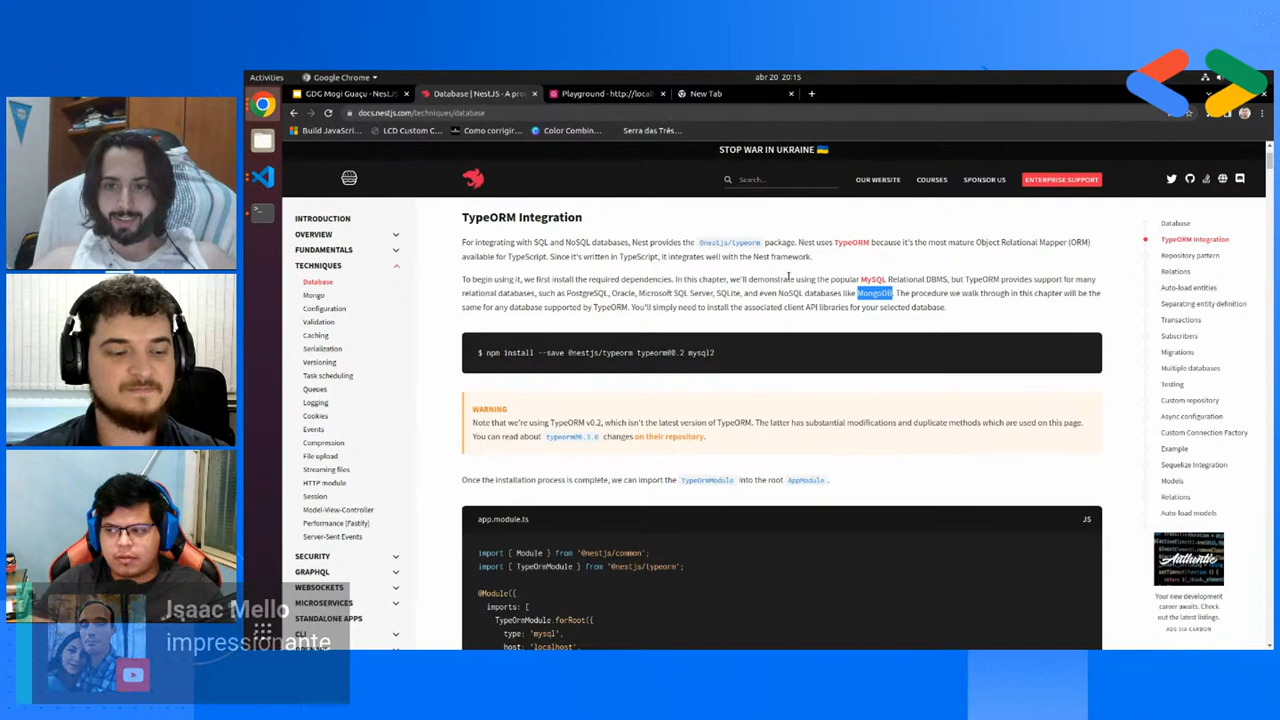 Activities
Google Chrome ▾
abr 20 20:15
GDG Mogi Guaçu - NestJS
Database | NestJS - A pro
Playground - http://local
New Tab
docs.nestjs.com/techniques/database
Build JavaScri...
LCD Custom C...
Como corrigir...
Color Combin...
Serra das Três...
STOP WAR IN UKRAINE
Search...
OUR WEBSITE
COURSES
SPONSOR US
ENTERPRISE SUPPORT
INTRODUCTION
OVERVIEW
FUNDAMENTALS
TECHNIQUES
Database
Mongo
Configuration
Validation
Caching
Serialization
Versioning
Task scheduling
Queues
Logging
Cookies
Events
Compression
File upload
Streaming files
HTTP module
Session
Model-View-Controller
Performance (Fastify)
Server-Sent Events
SECURITY
GRAPHQL
WEBSOCKETS
MICROSERVICES
STANDALONE APPS
CLI
TypeORM Integration
For integrating with SQL and NoSQL databases, Nest provides the @nestjs/typeorm package. Nest uses TypeORM because it's the most mature Object Relational Mapper (ORM)
available for TypeScript. Since it's written in TypeScript, it integrates well with the Nest framework.
To begin using it, we first install the required dependencies. In this chapter, we'll demonstrate using the popular MySQL Relational DBMS, but TypeORM provides support for many
relational databases, such as PostgreSQL, Oracle, Microsoft SQL Server, SQLite, and even NoSQL databases like MongoDB. The procedure we walk through in this chapter will be the
same for any database supported by TypeORM. You'll simply need to install the associated client API libraries for your selected database.
$ npm install --save @nestjs/typeorm typeorm@0.2 mysql2
WARNING
Note that we're using TypeORM v0.2, which isn't the latest version of TypeORM. The latter has substantial modifications and duplicate methods which are used on this page.
You can read about typeorm@0.3.0 changes on their repository.
Once the installation process is complete, we can import the TypeOrmModule into the root AppModule.
app.module.ts
JS
import { Module } from '@nestjs/common';
import { TypeOrmModule } from '@nestjs/typeorm';
@Module({
imports: [
TypeOrmModule.forRoot({
type: 'mysql',
host: 'localhost',
Database
TypeORM Integration
Repository pattern
Relations
Auto-load entities
Separating entity definition
Transactions
Subscribers
Migrations
Multiple databases
Testing
Custom repository
Async configuration
Custom Connection Factory
Example
Sequelize Integration
Models
Relations
Auto-load models
Authentic
Your new development
career awaits. Check
out the latest listings.
ADS VIA CARBON
Jsaac Mello
impressionante